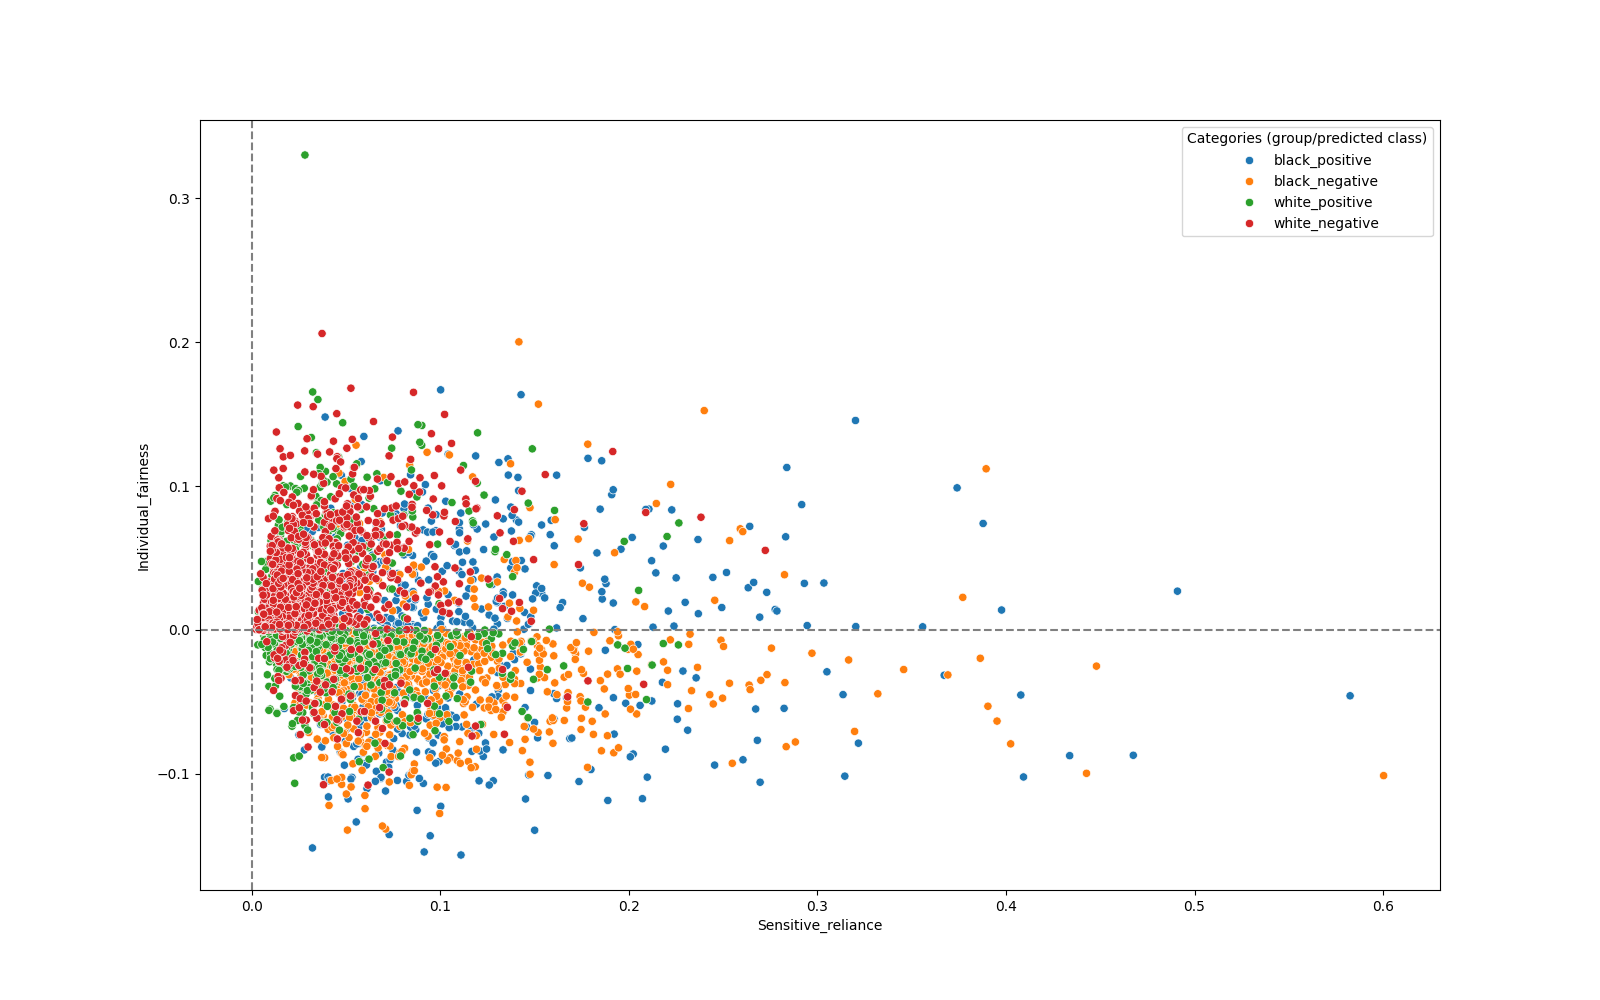 Categories (group/predicted class)
black_positive
black_negative
white_positive
white_negative
0.3
0.2
0.1
0.0
−0.1
Individual_fairness
0.0 0.1 0.2 0.3 0.4 0.5 0.6
Sensitive_reliance